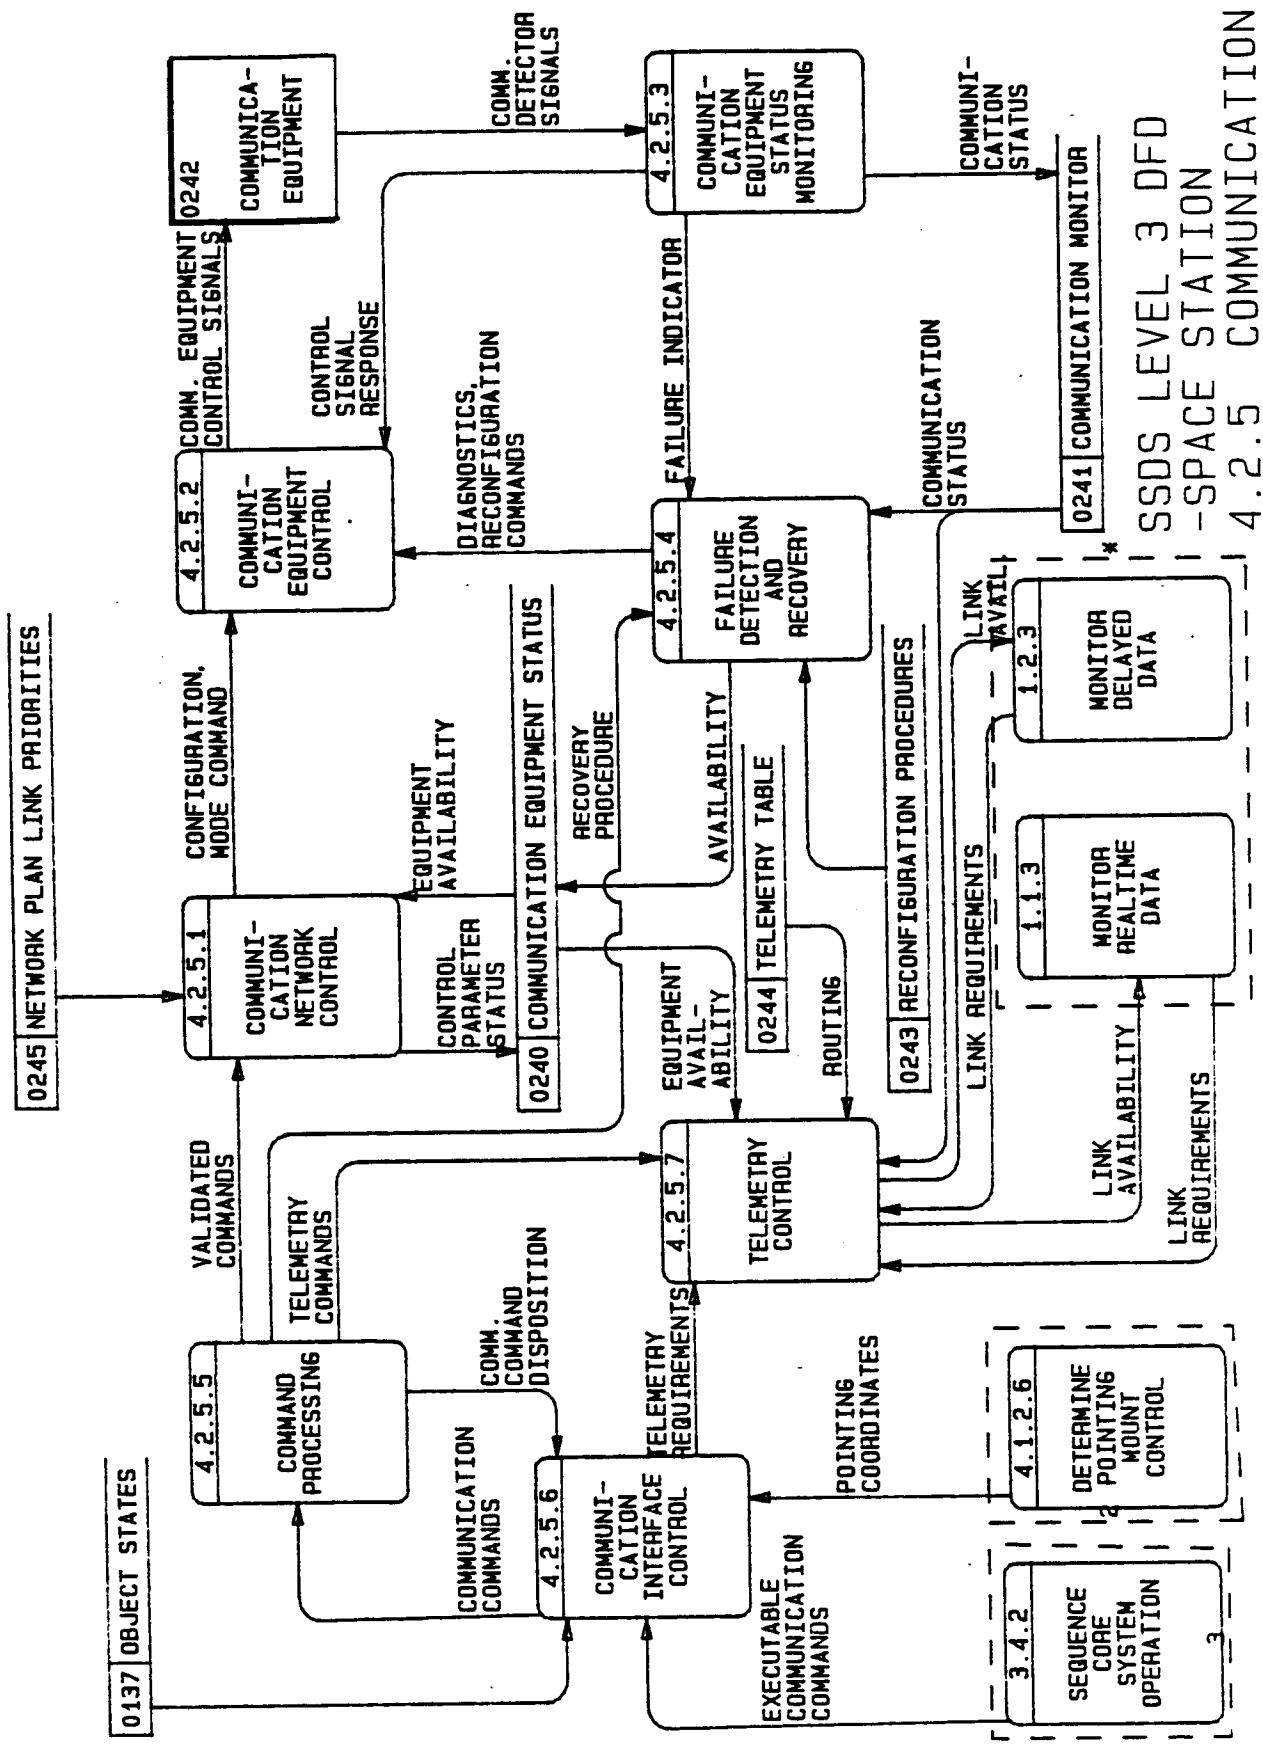 0245 NETWORK PLAN LINK PRIORITIES
0137 OBJECT STATES
4.2.5.5
COMMAND
PROCESSING
VALIDATED
COMMANDS
4.2.5.1
COMMUNI-
CATION
NETWORK
CONTROL
CONFIGURATION,
MODE COMMAND
4.2.5.2
COMMUNI-
CATION
EQUIPMENT
CONTROL
COMM. EQUIPMENT
CONTROL SIGNALS
0242
COMMUNICA-
TION
EQUIPMENT
TELEMETRY
COMMANDS
CONTROL
PARAMETER
STATUS
EQUIPMENT
AVAILABILITY
CONTROL
SIGNAL
RESPONSE
COMMUNICATION
COMMANDS
COMM.
COMMAND
DISPOSITION
0240 COMMUNICATION EQUIPMENT STATUS
DIAGNOSTICS,
RECONFIGURATION
COMMANDS
COMM.
DETECTOR
SIGNALS
RECOVERY
PROCEDURE
4.2.5.6
COMMUNI-
CATION
INTERFACE
CONTROL
TELEMETRY
REQUIREMENTS
4.2.5.7
TELEMETRY
CONTROL
EQUIPMENT
AVAIL-
ABILITY
AVAILABILITY
4.2.5.4
FAILURE
DETECTION
AND
RECOVERY
FAILURE INDICATOR
4.2.5.3
COMMUNI-
CATION
EQUIPMENT
STATUS
MONITORING
0244 TELEMETRY TABLE
ROUTING
0243 RECONFIGURATION PROCEDURES
EXECUTABLE
COMMUNICATION
COMMANDS
POINTING
COORDINATES
LINK REQUIREMENTS
LINK
AVAIL.
COMMUNICATION
STATUS
COMMUNI-
CATION
STATUS
LINK
AVAILABILITY
LINK
REQUIREMENTS
3.4.2
SEQUENCE
CORE
SYSTEM
OPERATION
3
4.1.2.6
DETERMINE
POINTING
MOUNT
CONTROL
2
1.1.3
MONITOR
REALTIME
DATA
1.2.3
MONITOR
DELAYED
DATA
*
0241 COMMUNICATION MONITOR
SSDS LEVEL 3 DFD
-SPACE STATION
4.2.5 COMMUNICATION